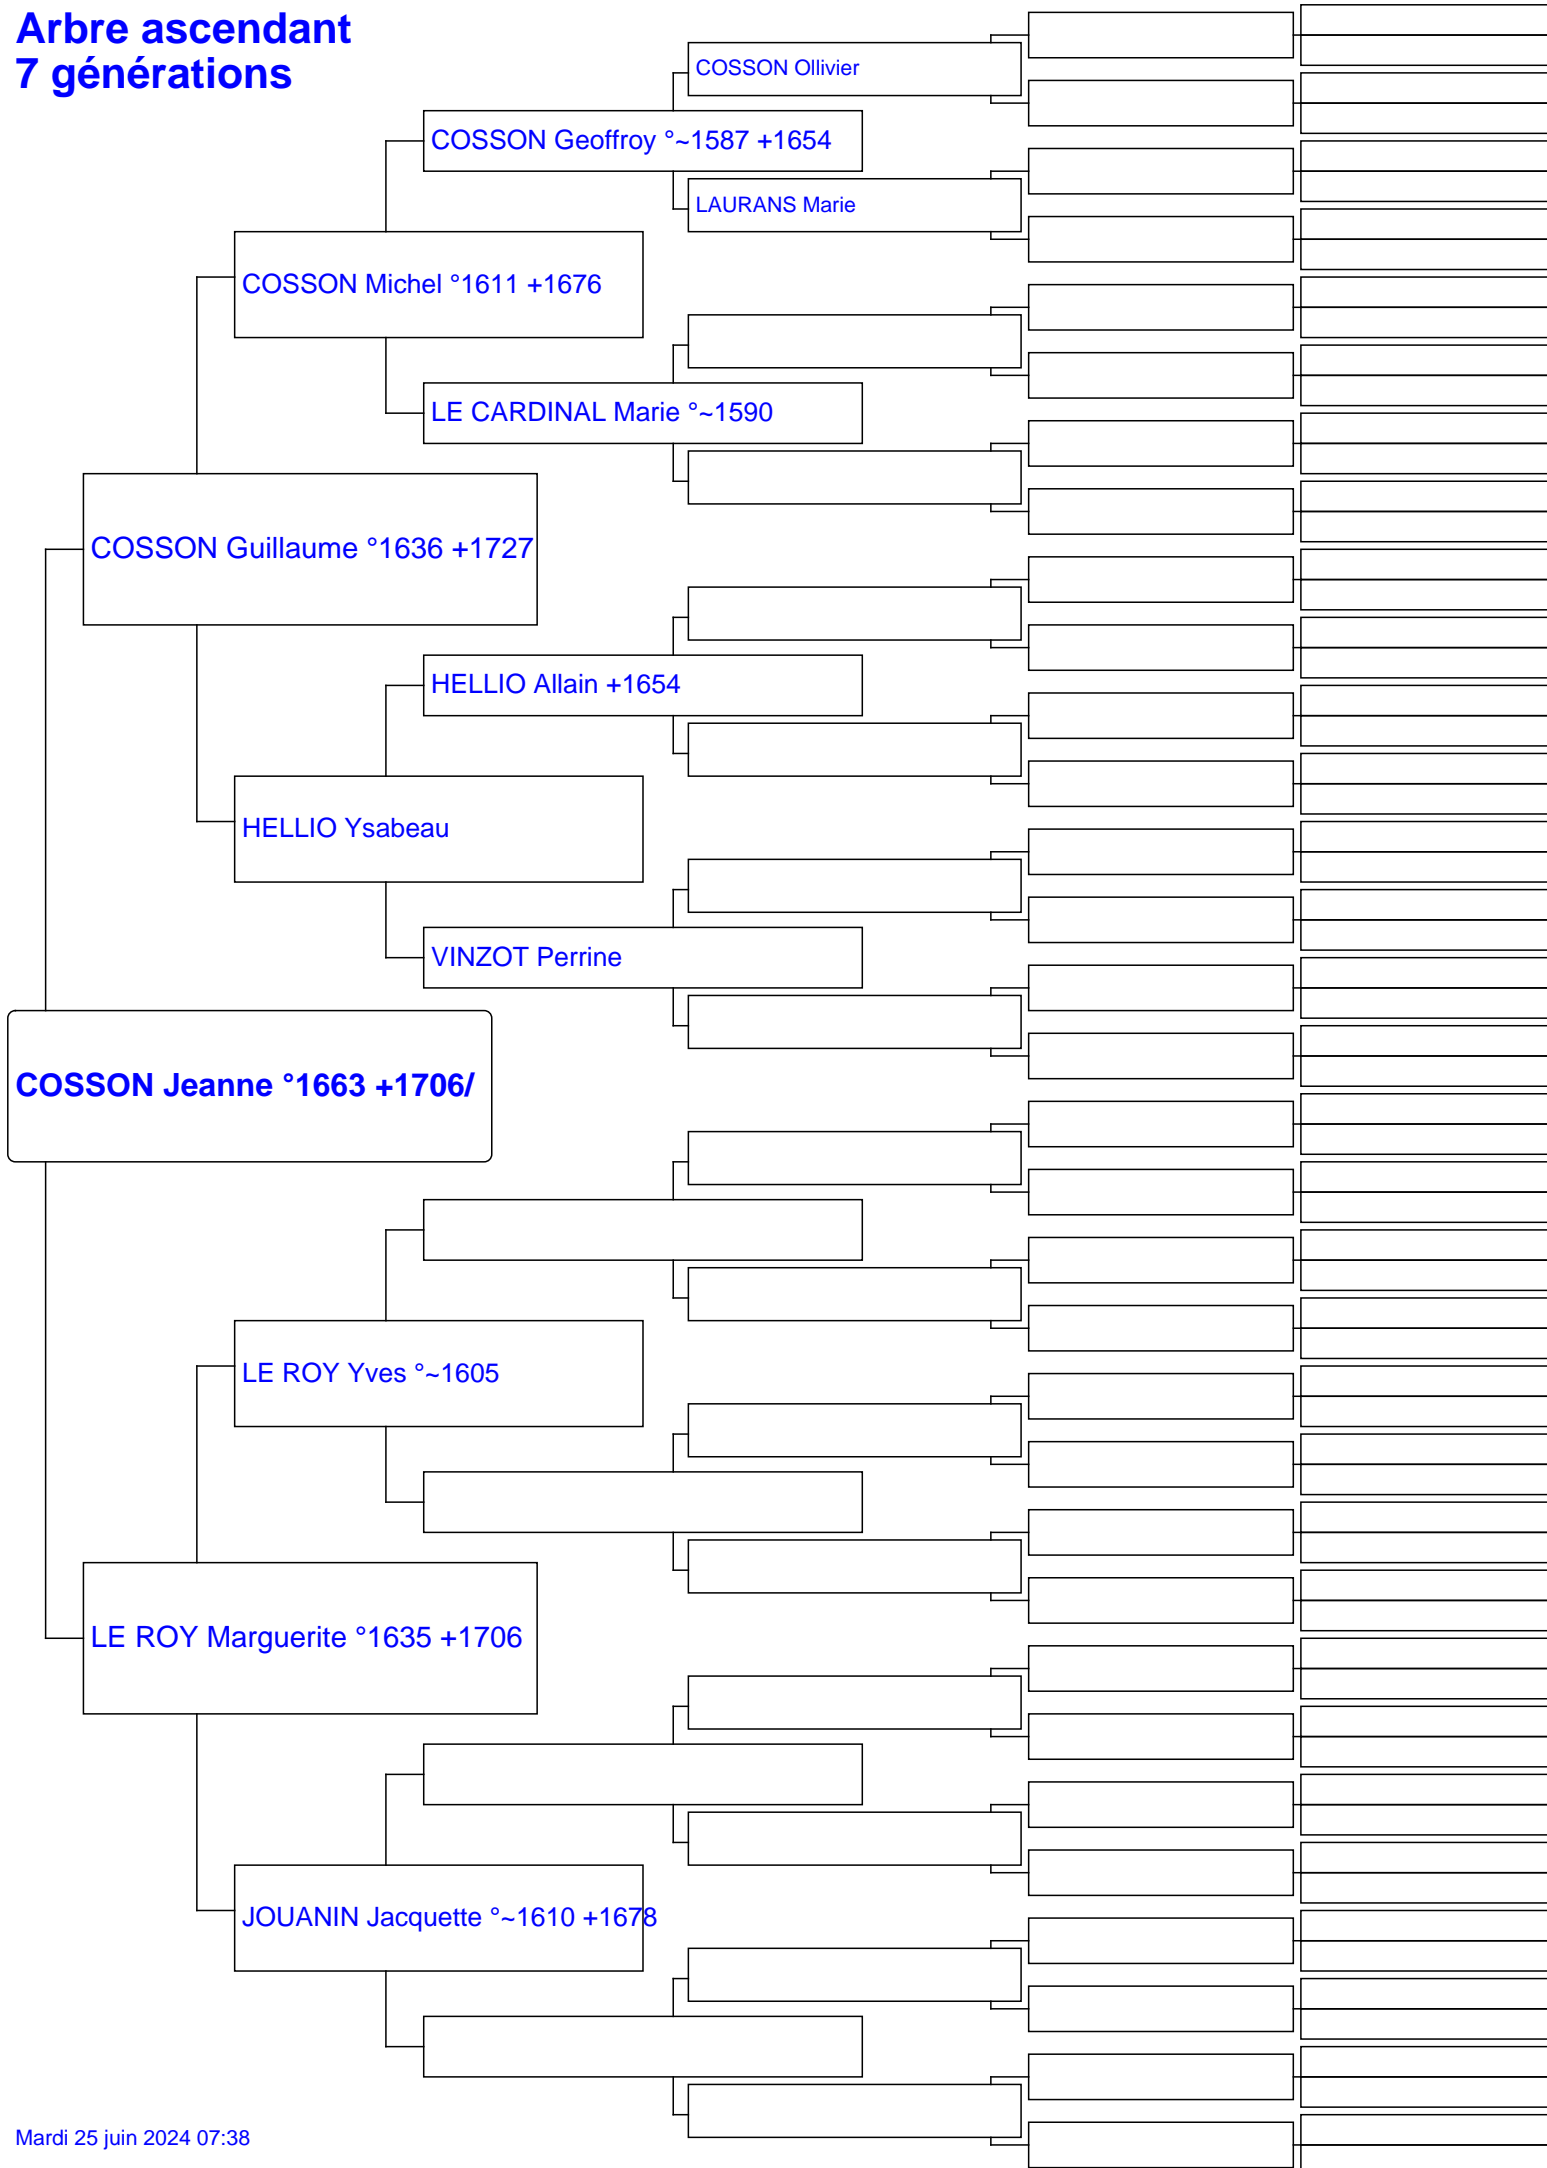 Arbre ascendant
7 générations
COSSON Ollivier
COSSON Geoffroy °~1587 +1654
LAURANS Marie
COSSON Michel °1611 +1676
LE CARDINAL Marie °~1590
COSSON Guillaume °1636 +1727
HELLIO Allain +1654
HELLIO Ysabeau
VINZOT Perrine
COSSON Jeanne °1663 +1706/
LE ROY Yves °~1605
LE ROY Marguerite °1635 +1706
JOUANIN Jacquette °~1610 +1678
Mardi 25 juin 2024 07:38